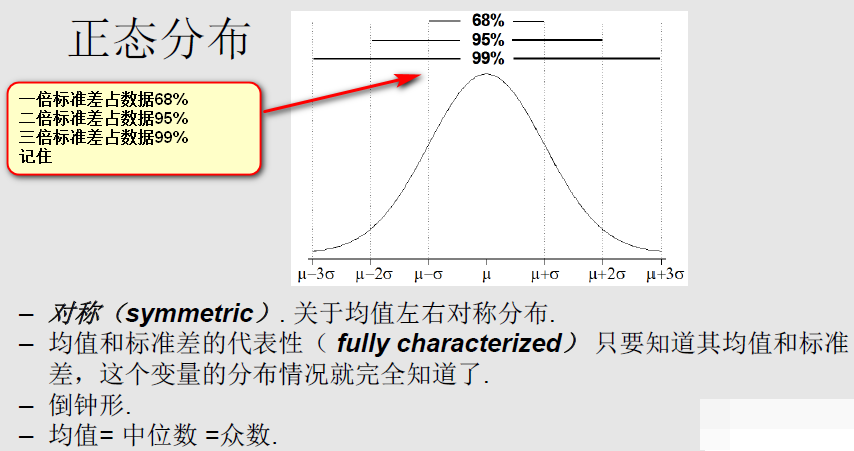 正态分布
68%
95%
99%
一倍标准差占数据68%
二倍标准差占数据95%
三倍标准差占数据99%
记住
μ−3σ μ−2σ μ−σ μ μ+σ μ+2σ μ+3σ
– 对称（symmetric）. 关于均值左右对称分布.
– 均值和标准差的代表性（ fully characterized） 只要知道其均值和标准
差，这个变量的分布情况就完全知道了.
– 倒钟形.
– 均值= 中位数 =众数.